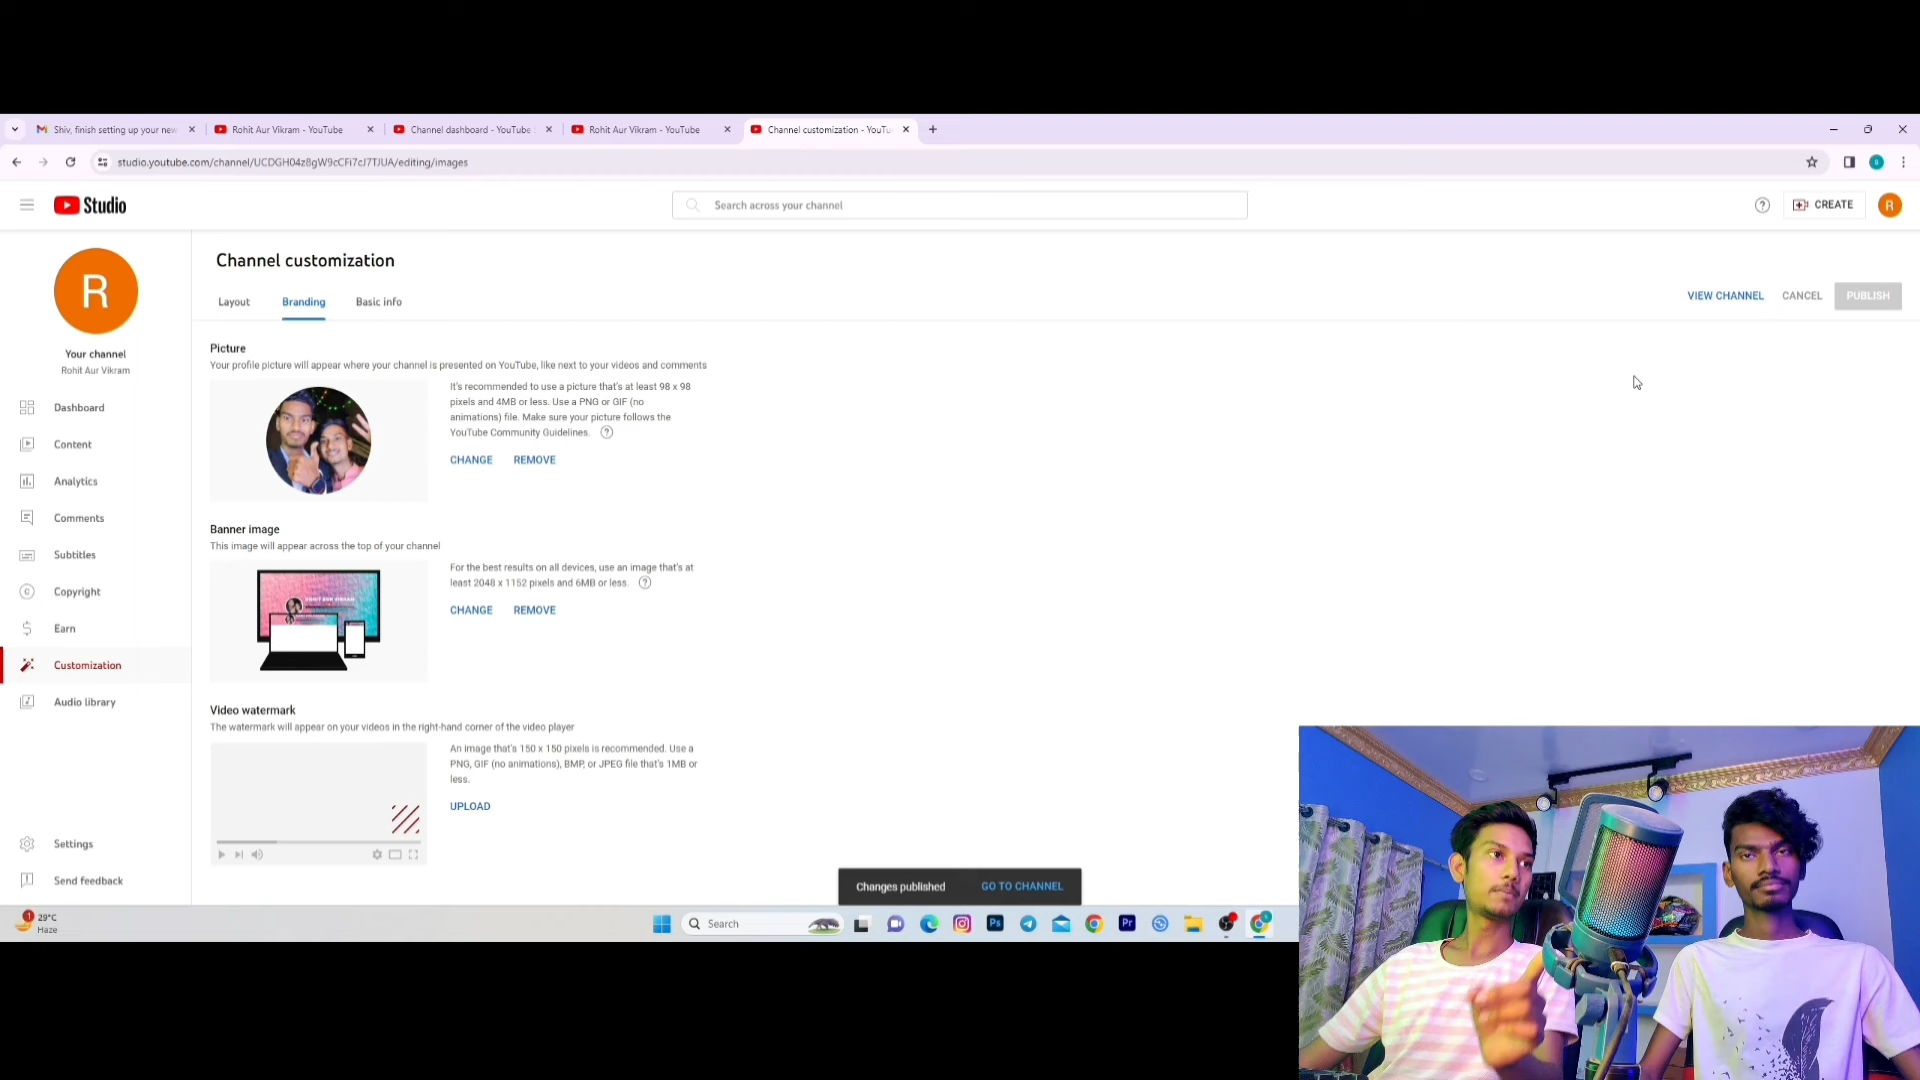 Shiv, finish setting up your new
Rohit Aur Vikram - YouTube
Channel dashboard - YouTube
Rohit Aur Vikram - YouTube
Channel customization - YouTu
studio.youtube.com/channel/UCDGH04z8gW9cCFi7cJ7TJUA/editing/images
Studio
Search across your channel
CREATE
R
R
Your channel
Rohit Aur Vikram
Dashboard
Content
Analytics
Comments
Subtitles
Copyright
Earn
Customization
Audio library
Settings
Send feedback
Channel customization
Layout
Branding
Basic info
VIEW CHANNEL
CANCEL
PUBLISH
Picture
Your profile picture will appear where your channel is presented on YouTube, like next to your videos and comments
It's recommended to use a picture that's at least 98 x 98
pixels and 4MB or less. Use a PNG or GIF (no
animations) file. Make sure your picture follows the
YouTube Community Guidelines.
CHANGE REMOVE
Banner image
This image will appear across the top of your channel
ROHIT AUR VIKRAM
For the best results on all devices, use an image that's at
least 2048 x 1152 pixels and 6MB or less.
CHANGE REMOVE
Video watermark
The watermark will appear on your videos in the right-hand corner of the video player
An image that's 150 x 150 pixels is recommended. Use a
PNG, GIF (no animations), BMP, or JPEG file that's 1MB or
less.
UPLOAD
Changes published GO TO CHANNEL
1
29°C
Haze
Search
Ps
Pr